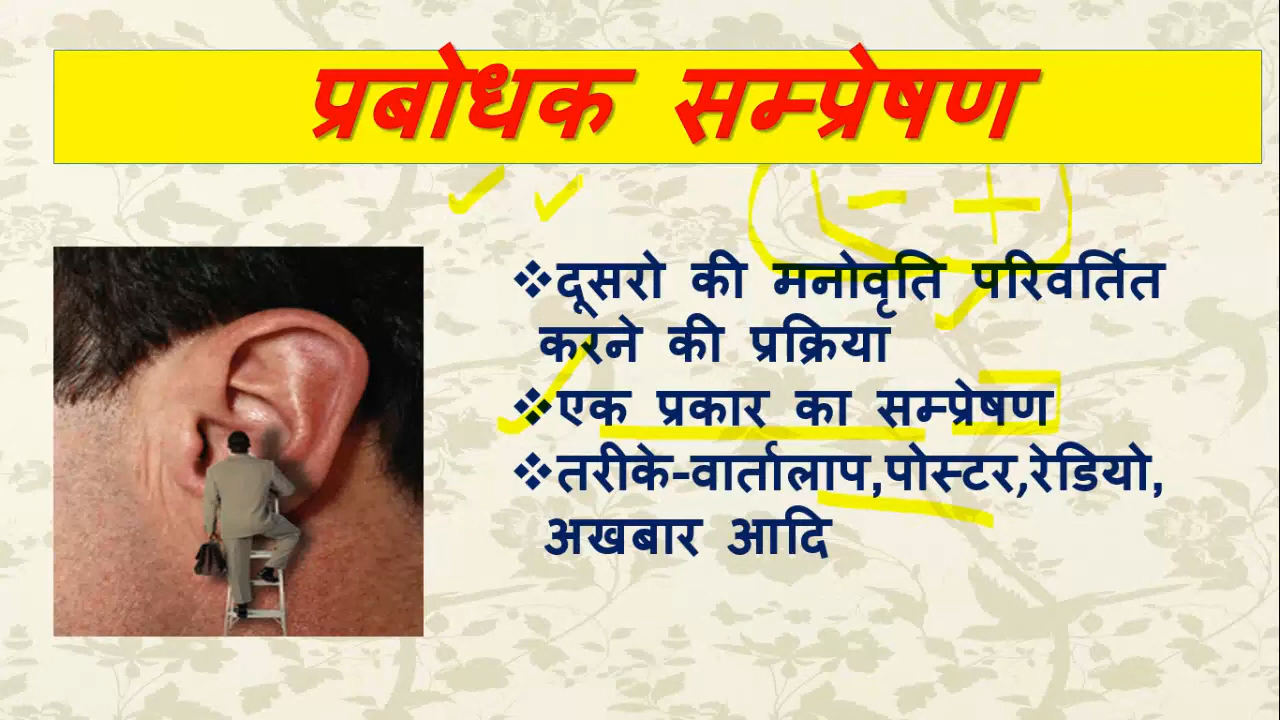 प्रबोधक सम्प्रेषण
❖दूसरो की मनोवृति परिवर्तित
करने की प्रक्रिया
❖एक प्रकार का सम्प्रेषण
❖तरीके-वार्तालाप,पोस्टर,रेडियो,
अखबार आदि